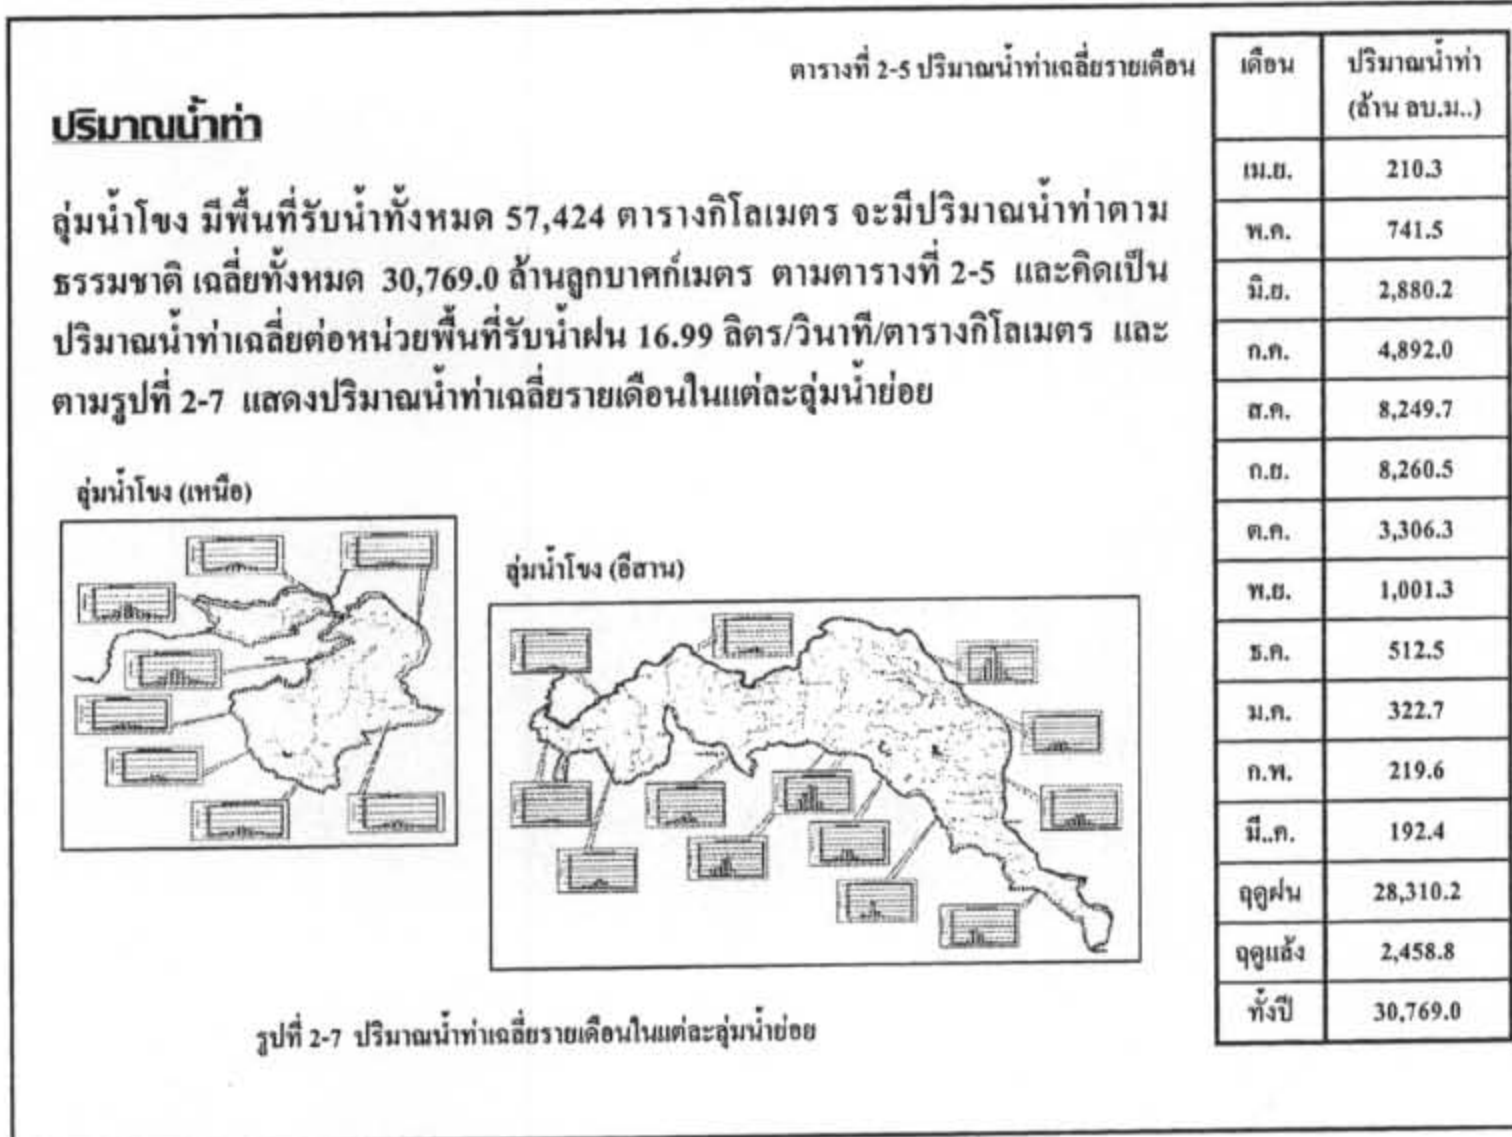 ตารางที่ 2-5 ปริมาณน้ำท่าเฉลี่ยรายเดือน
ปริมาณน้ำท่า
ลุ่มน้ำโขง มีพื้นที่รับน้ำทั้งหมด 57,424 ตารางกิโลเมตร จะมีปริมาณน้ำท่าตาม
ธรรมชาติ เฉลี่ยทั้งหมด 30,769.0 ล้านลูกบาศก์เมตร ตามตารางที่ 2-5 และคิดเป็น
ปริมาณน้ำท่าเฉลี่ยต่อหน่วยพื้นที่รับน้ำฝน 16.99 ลิตร/วินาที/ตารางกิโลเมตร และ
ตามรูปที่ 2-7 แสดงปริมาณน้ำท่าเฉลี่ยรายเดือนในแต่ละลุ่มน้ำย่อย
ลุ่มน้ำโขง (เหนือ)
ลุ่มน้ำโขง (อีสาน)
รูปที่ 2-7 ปริมาณน้ำท่าเฉลี่ยรายเดือนในแต่ละลุ่มน้ำย่อย
เดือน ปริมาณน้ำท่า
(ล้าน ลบ.ม..)
เม.ย. 210.3
พ.ค. 741.5
มิ.ย. 2,880.2
ก.ค. 4,892.0
ส.ค. 8,249.7
ก.ย. 8,260.5
ต.ค. 3,306.3
พ.ย. 1,001.3
ธ.ค. 512.5
ม.ค. 322.7
ก.พ. 219.6
มี..ค. 192.4
ฤดูฝน 28,310.2
ฤดูแล้ง 2,458.8
ทั้งปี 30,769.0